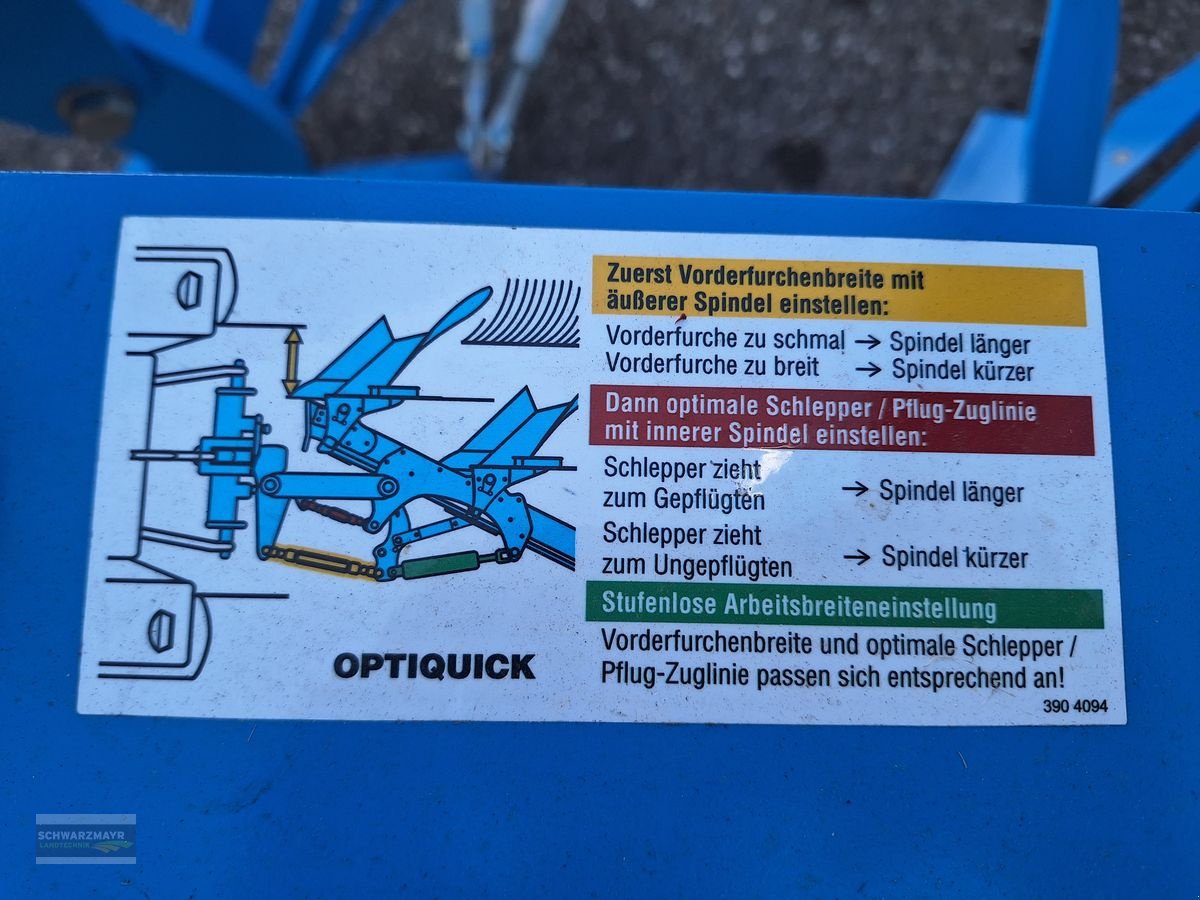 Zuerst Vorderfurchenbreite mit
äußerer Spindel einstellen:
Vorderfurche zu schmal → Spindel länger
Vorderfurche zu breit → Spindel kürzer
Dann optimale Schlepper / Pflug-Zuglinie
mit innerer Spindel einstellen:
Schlepper zieht
zum Gepflügten → Spindel länger
Schlepper zieht
zum Ungepflügten → Spindel kürzer
Stufenlose Arbeitsbreiteneinstellung
Vorderfurchenbreite und optimale Schlepper /
Pflug-Zuglinie passen sich entsprechend an!
OPTIQUICK
390 4094
SCHWARZMAYR
LANDTECHNIK